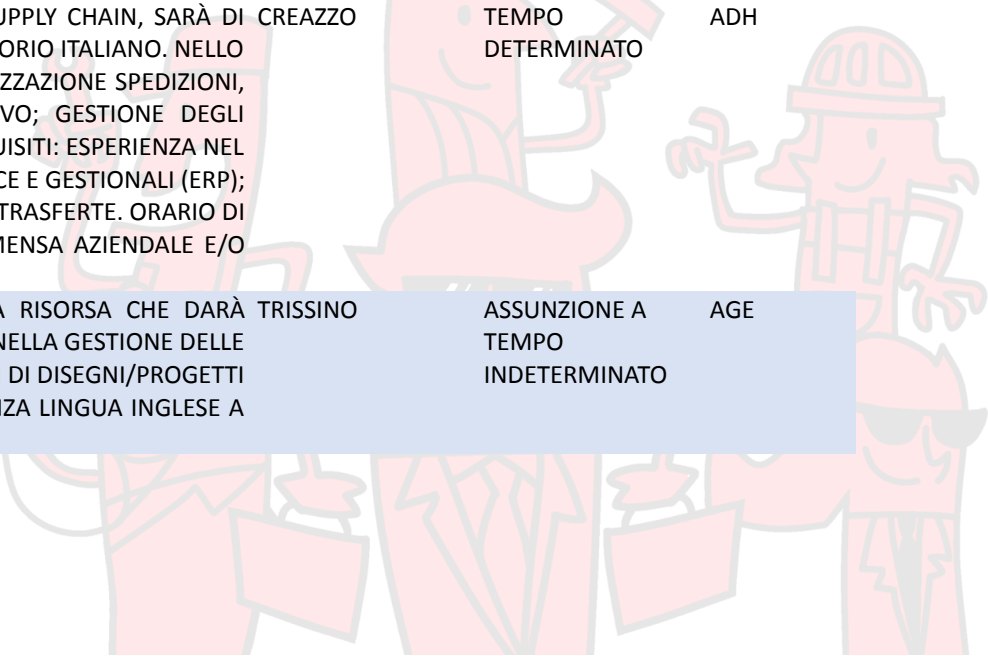 UPPLY CHAIN, SARÀ DI CREAZZO TEMPO ADH
ORIO ITALIANO. NELLO DETERMINATO
ZZAZIONE SPEDIZIONI,
VO; GESTIONE DEGLI
UISITI: ESPERIENZA NEL
CE E GESTIONALI (ERP);
TRASFERTE. ORARIO DI
MENSA AZIENDALE E/O
A RISORSA CHE DARÀ TRISSINO ASSUNZIONE A AGE
NELLA GESTIONE DELLE TEMPO
DI DISEGNI/PROGETTI INDETERMINATO
NZA LINGUA INGLESE A